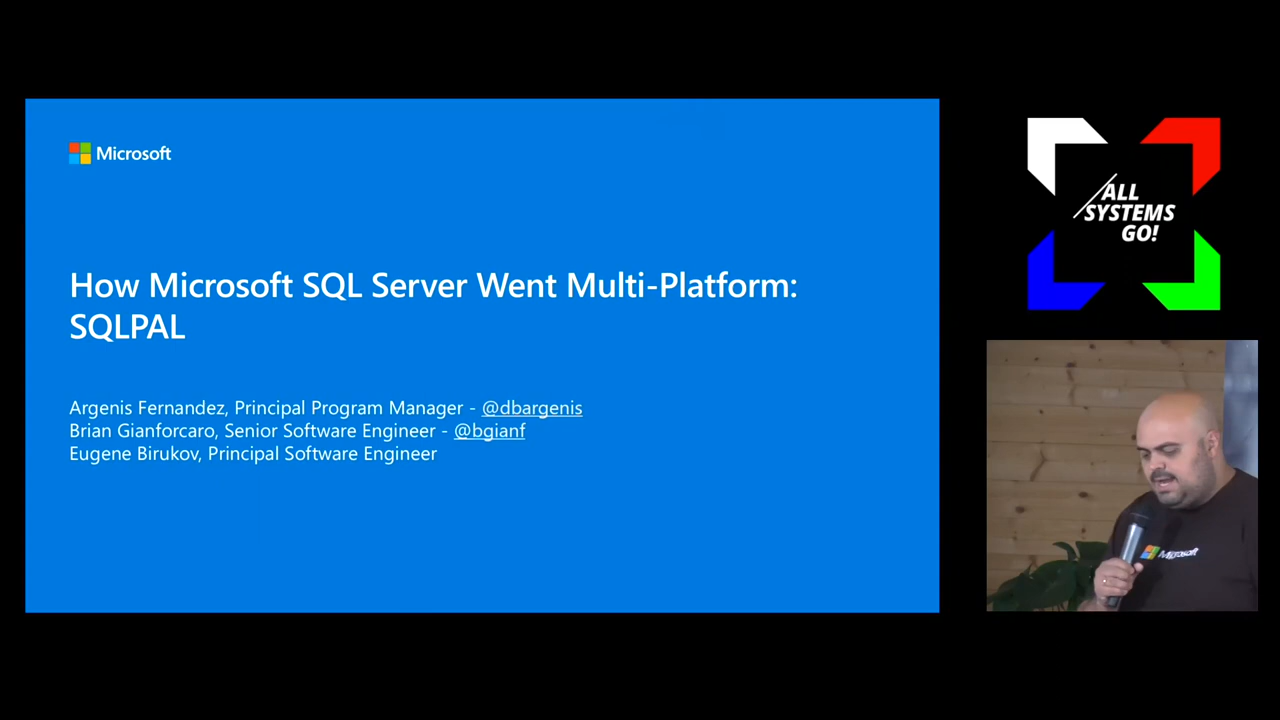 Microsoft
How Microsoft SQL Server Went Multi-Platform:
SQLPAL
Argenis Fernandez, Principal Program Manager - @dbargenis
Brian Gianforcaro, Senior Software Engineer - @bgianf
Eugene Birukov, Principal Software Engineer
ALL
SYSTEMS
GO!
Microsoft